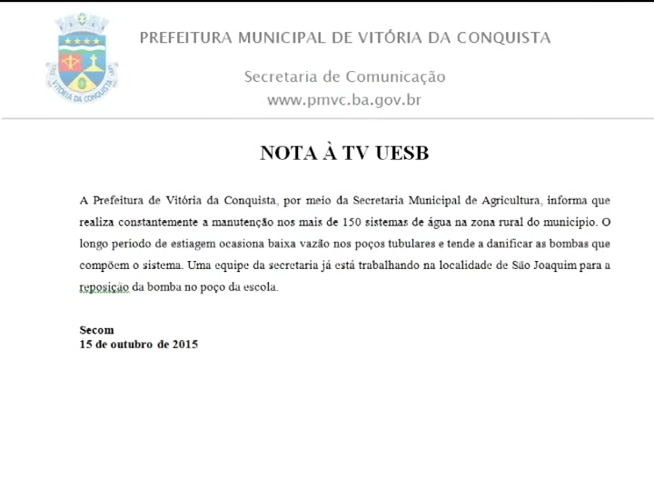 PREFEITURA MUNICIPAL DE VITÓRIA DA CONQUISTA
Secretaria de Comunicação
www.pmvc.ba.gov.br
VITÓRIA DA CONQUISTA
NOTA À TV UESB
A Prefeitura de Vitória da Conquista, por meio da Secretaria Municipal de Agricultura, informa que
realiza constantemente a manutenção nos mais de 150 sistemas de água na zona rural do município. O
longo período de estiagem ocasiona baixa vazão nos poços tubulares e tende a danificar as bombas que
compõem o sistema. Uma equipe da secretaria já está trabalhando na localidade de São Joaquim para a
reposição da bomba no poço da escola.
Secom
15 de outubro de 2015